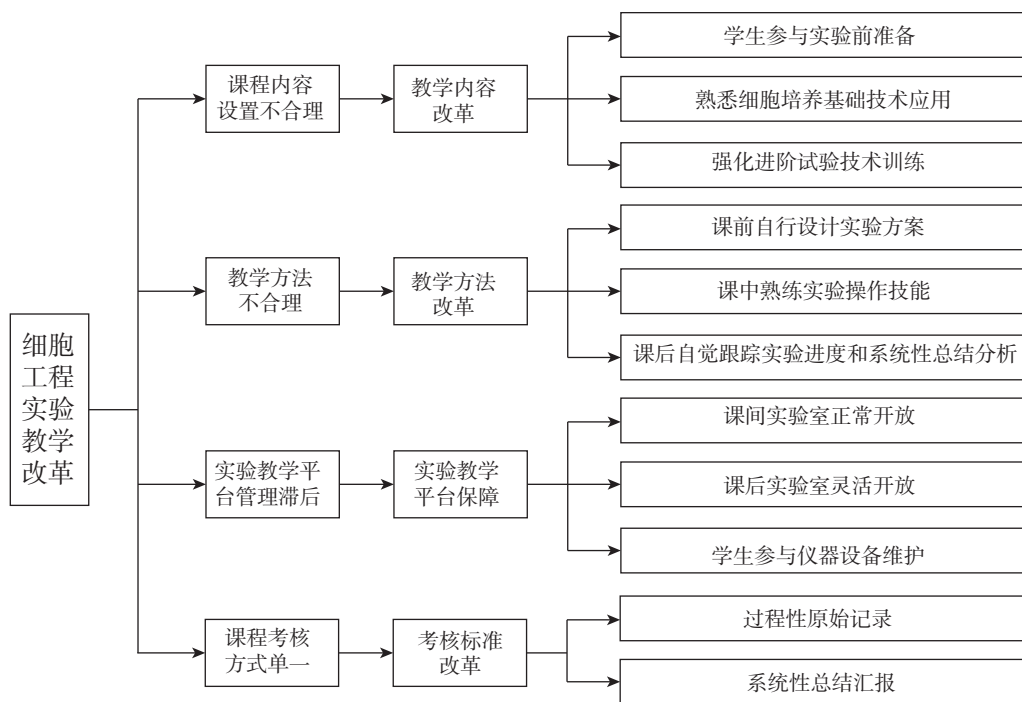 细胞
工程
实验
教学
改革
课程内容
设置不合理
教学内容
改革
学生参与实验前准备
熟悉细胞培养基础技术应用
强化进阶试验技术训练
教学方法
不合理
教学方法
改革
课前自行设计实验方案
课中熟练实验操作技能
课后自觉跟踪实验进度和系统性总结分析
实验教学平
台管理滞后
实验教学
平台保障
课间实验室正常开放
课后实验室灵活开放
学生参与仪器设备维护
课程考核
方式单一
考核标准
改革
过程性原始记录
系统性总结汇报